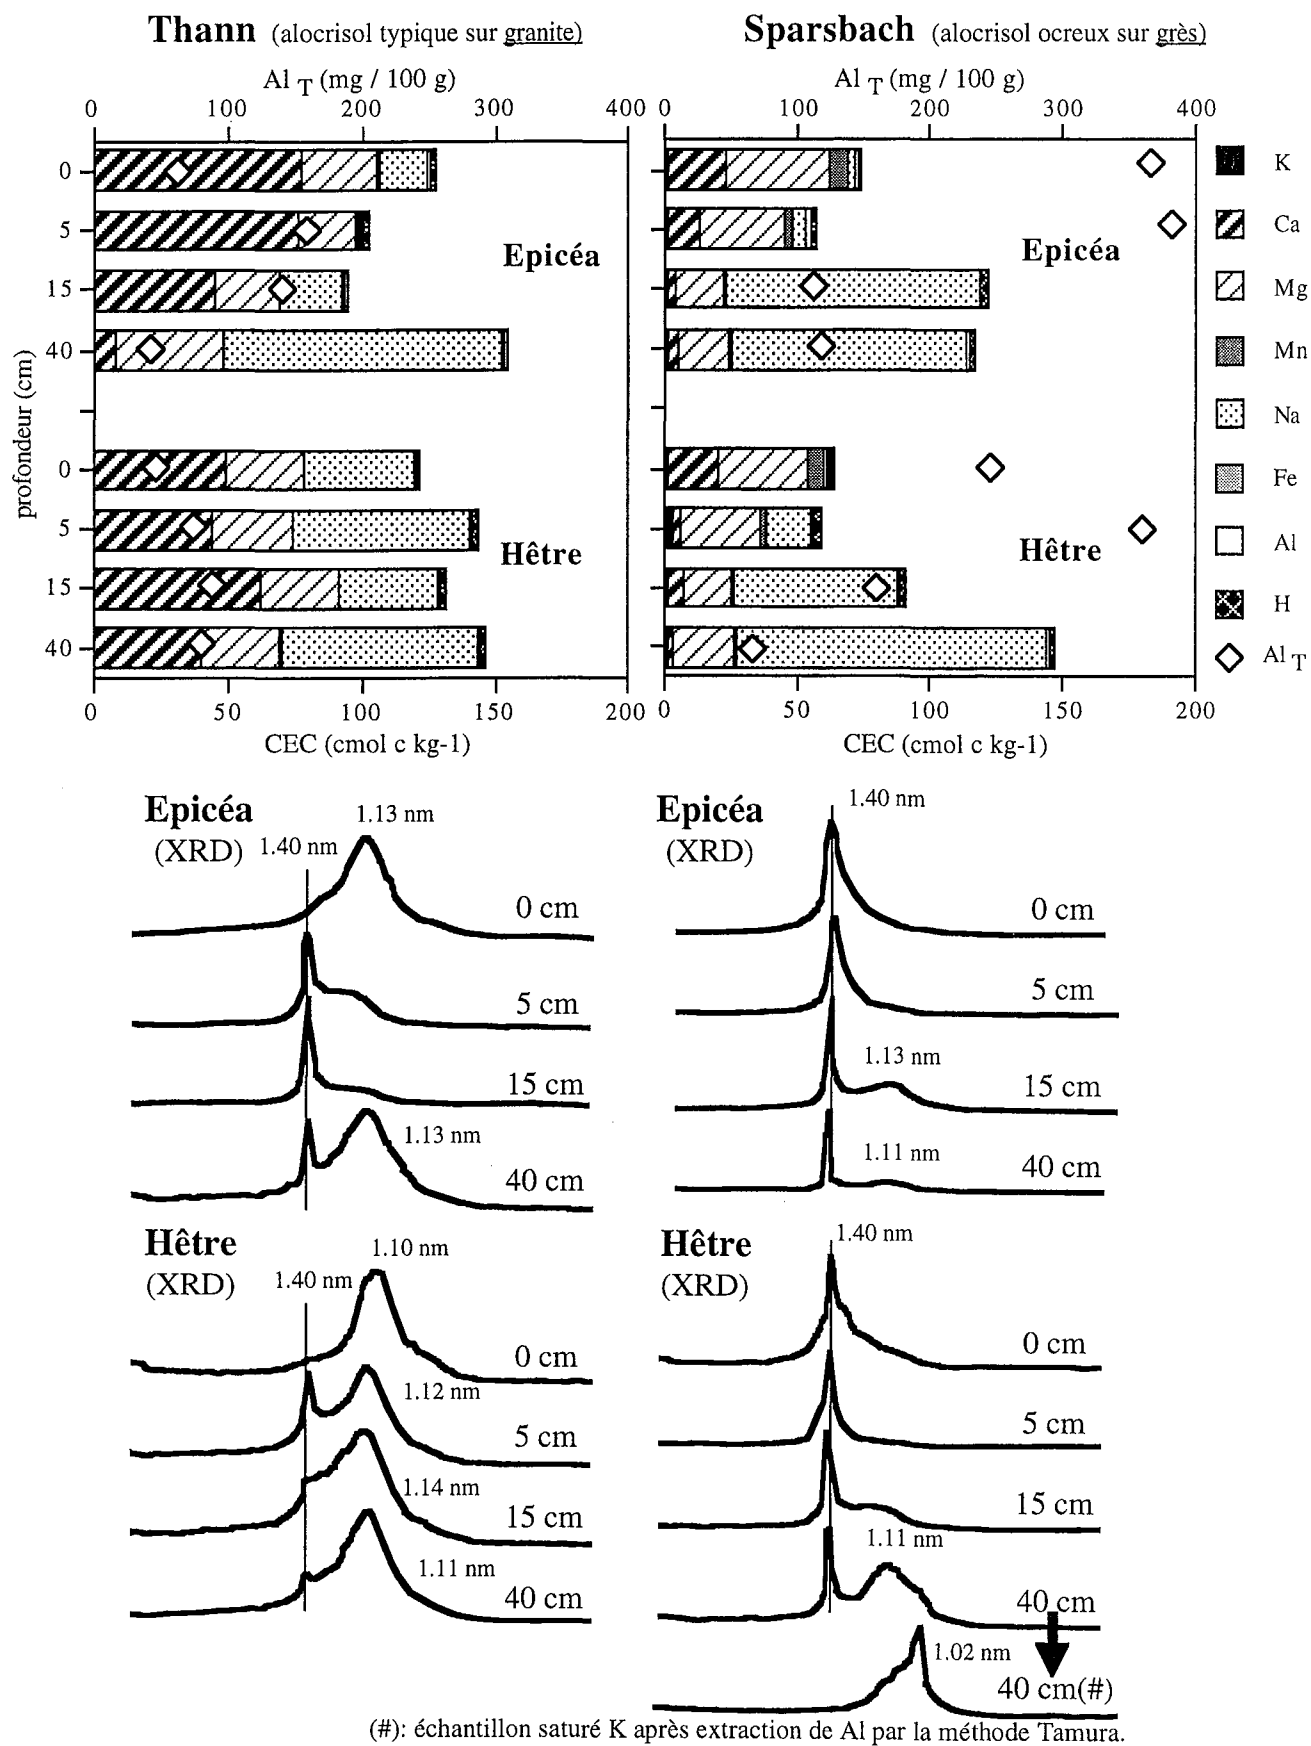 Thann (alocrisol typique sur granite)
Al T (mg / 100 g)
0 100 200 300 400
profondeur (cm)
0
5
15
40
0
5
15
40
Epicéa
Hêtre
0 50 100 150 200
CEC (cmol c kg-1)
Sparsbach (alocrisol ocreux sur grès)
Al T (mg / 100 g)
0 100 200 300 400
Epicéa
Hêtre
0 50 100 150 200
CEC (cmol c kg-1)
K
Ca
Mg
Mn
Na
Fe
Al
H
Al T
Epicéa
(XRD)
1.40 nm
1.13 nm
0 cm
5 cm
15 cm
1.13 nm
40 cm
Hêtre
(XRD)
1.40 nm
1.10 nm
0 cm
1.12 nm
5 cm
1.14 nm
15 cm
1.11 nm
40 cm
Epicéa
(XRD)
1.40 nm
0 cm
5 cm
1.13 nm
15 cm
1.11 nm
40 cm
Hêtre
(XRD)
1.40 nm
0 cm
5 cm
15 cm
1.11 nm
40 cm
1.02 nm
40 cm(#)
(#): échantillon saturé K après extraction de Al par la méthode Tamura.